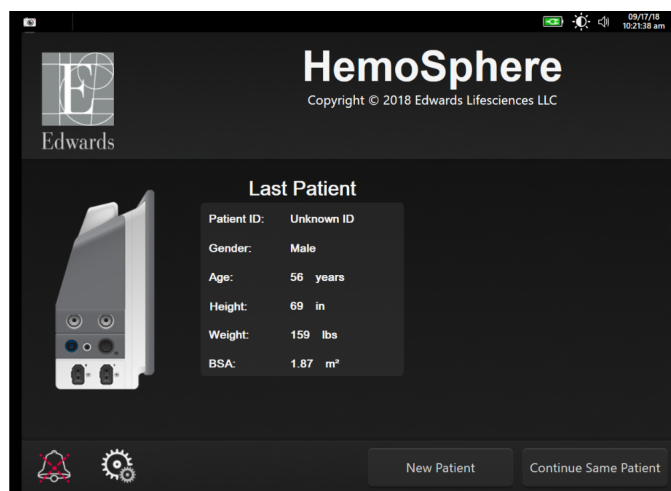 09/17/18
10:21:38 am
HemoSphere
Copyright © 2018 Edwards Lifesciences LLC
Edwards
Last Patient
Patient ID: Unknown ID
Gender: Male
Age: 56 years
Height: 69 in
Weight: 159 lbs
BSA: 1.87 m²
New Patient
Continue Same Patient